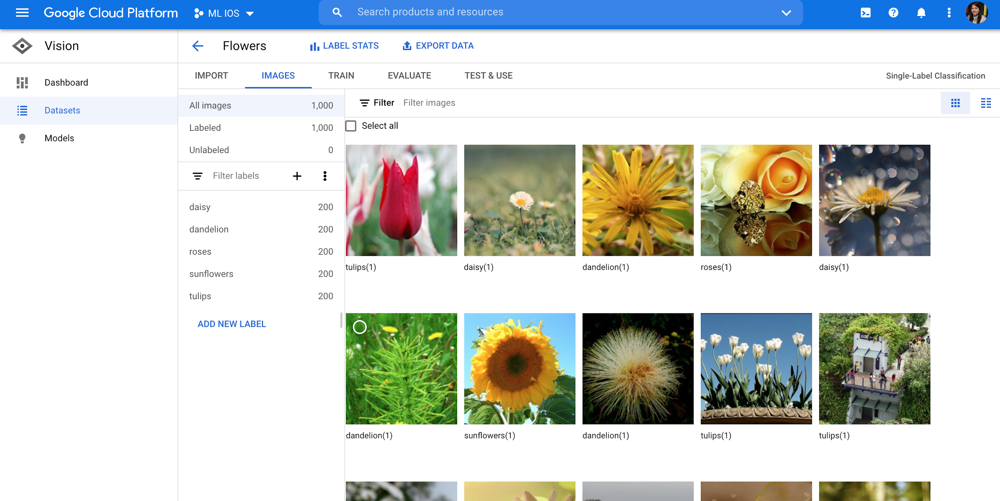 Google Cloud Platform
ML IOS
Search products and resources
Vision
Flowers
LABEL STATS
EXPORT DATA
IMPORT
IMAGES
TRAIN
EVALUATE
TEST & USE
Single-Label Classification
Dashboard
Datasets
Models
All images 1,000
Labeled 1,000
Unlabeled 0
Filter labels
daisy 200
dandelion 200
roses 200
sunflowers 200
tulips 200
ADD NEW LABEL
Filter Filter images
Select all
tulips(1)
daisy(1)
dandelion(1)
roses(1)
daisy(1)
dandelion(1)
sunflowers(1)
dandelion(1)
tulips(1)
tulips(1)